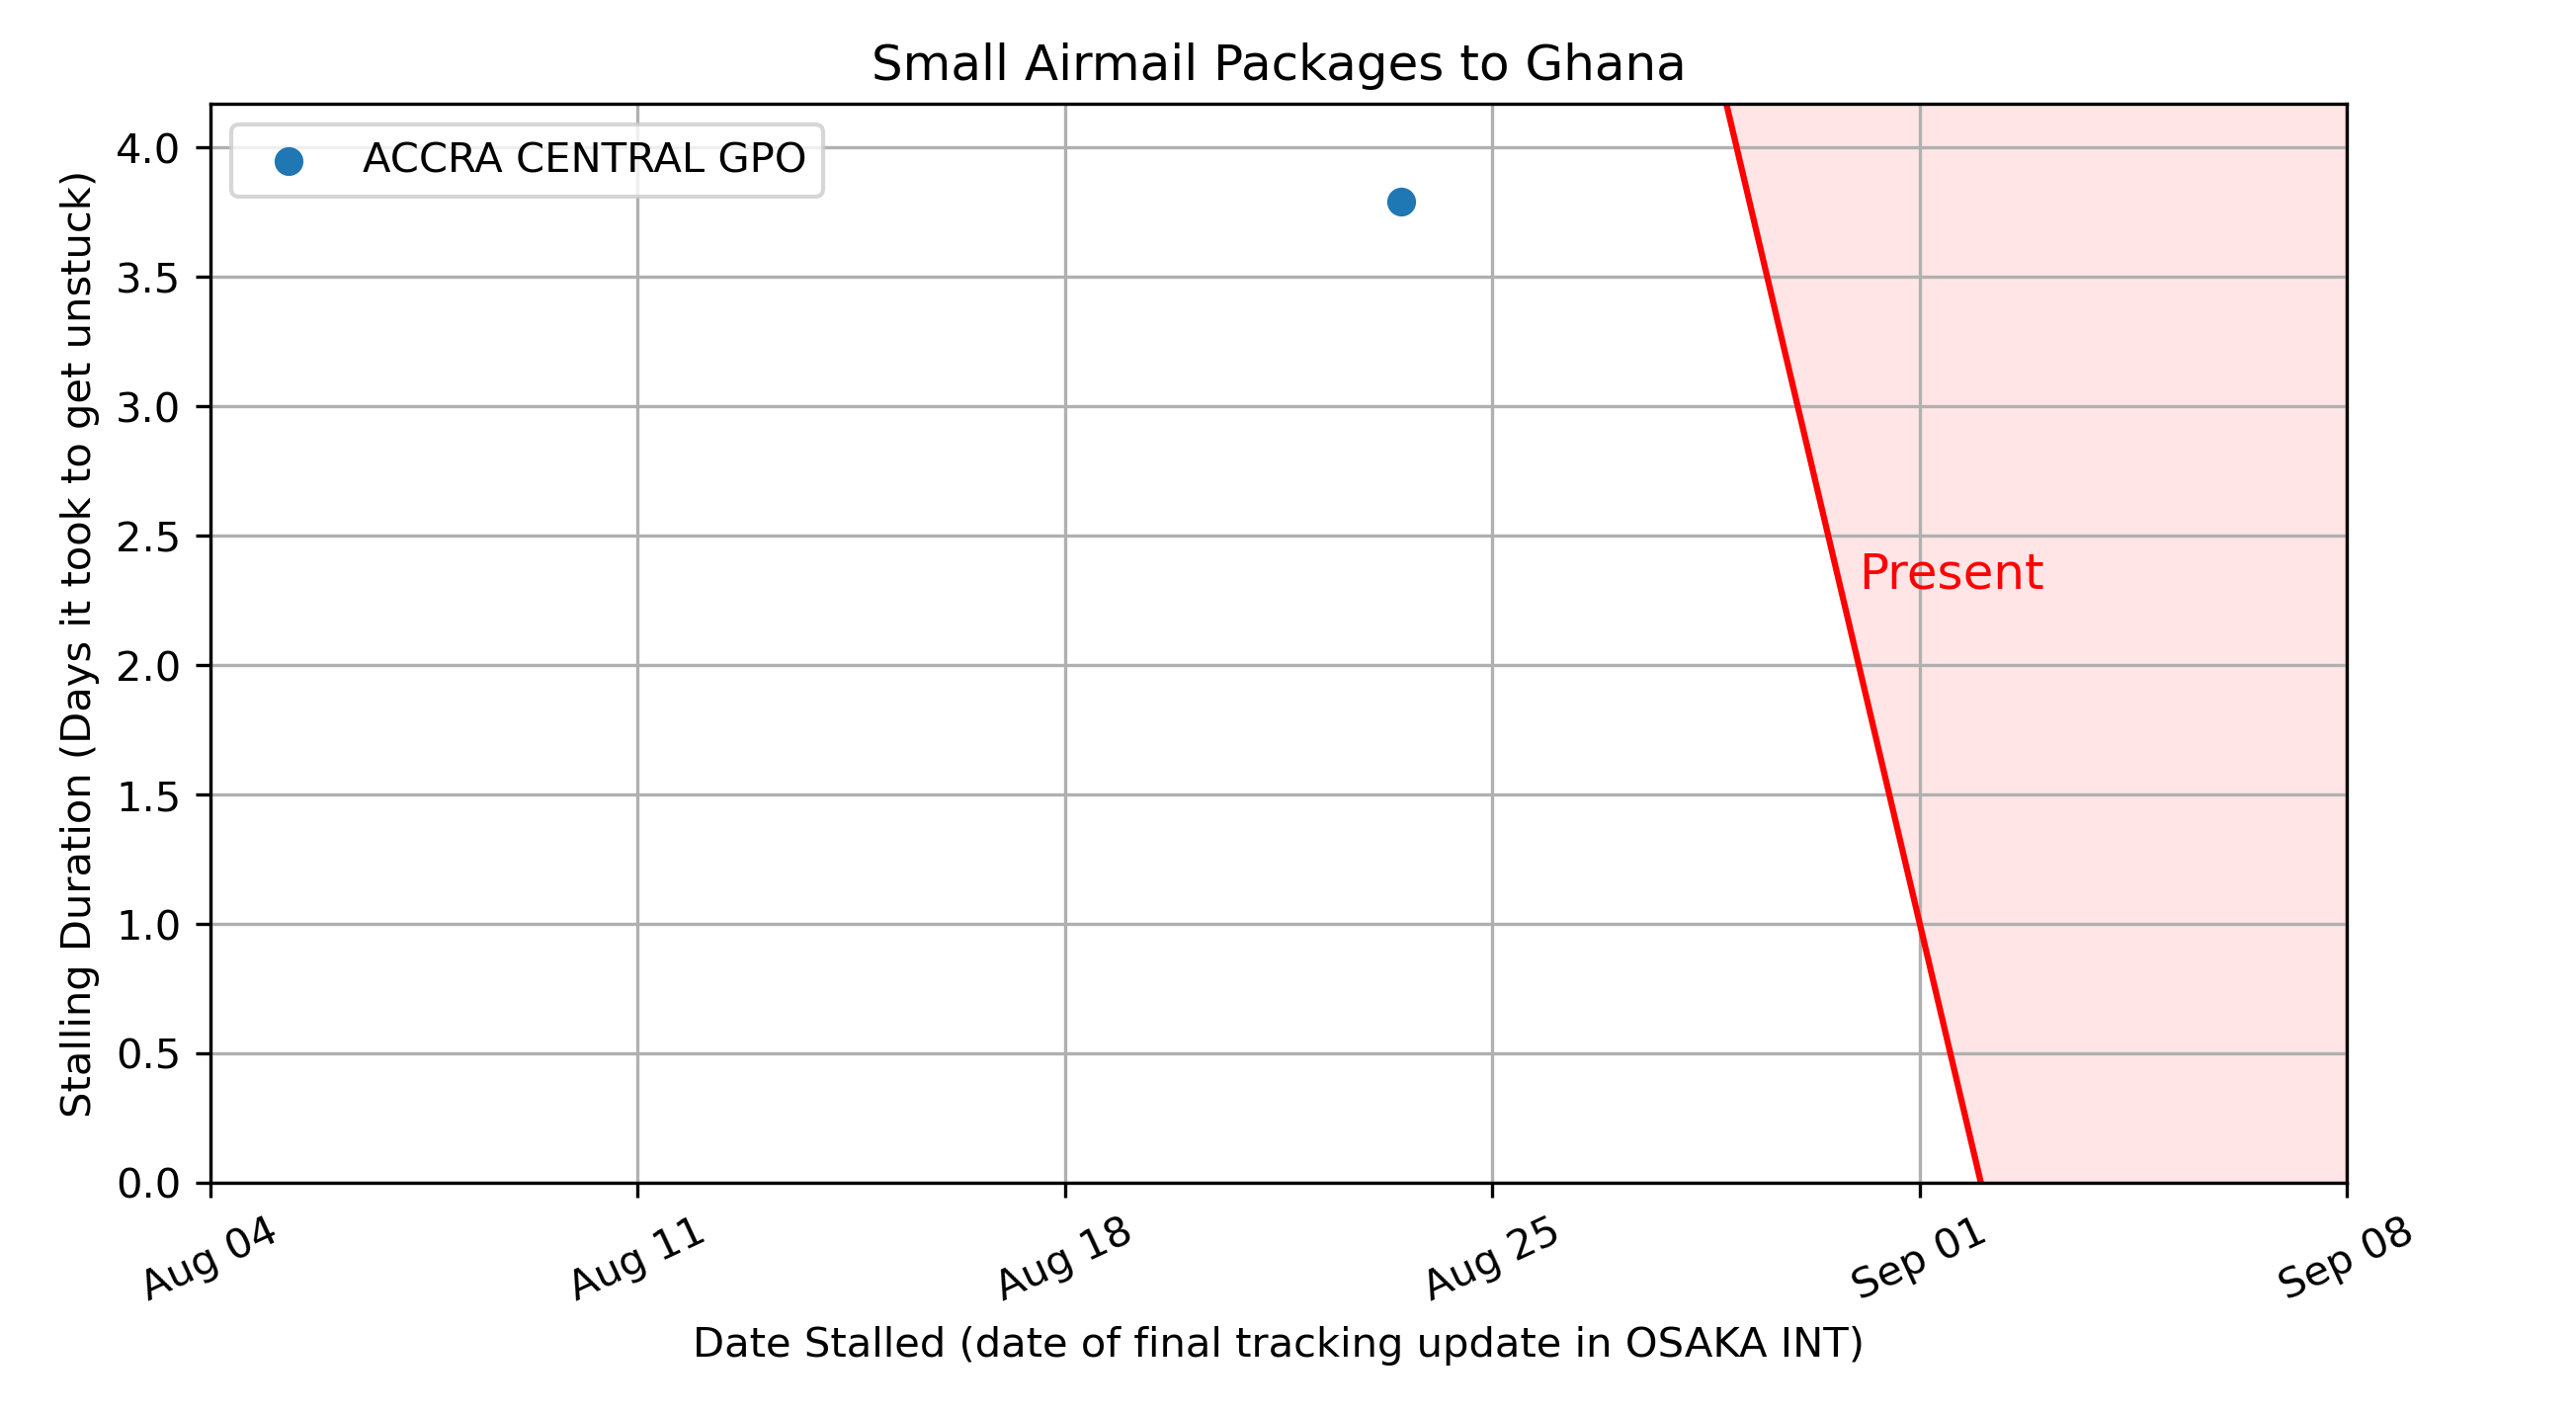 Small Airmail Packages to Ghana
ACCRA CENTRAL GPO
Stalling Duration (Days it took to get unstuck)
4.0
3.5
3.0
2.5
2.0
1.5
1.0
0.5
0.0
Present
Aug 04
Aug 11
Aug 18
Aug 25
Sep 01
Sep 08
Date Stalled (date of final tracking update in OSAKA INT)